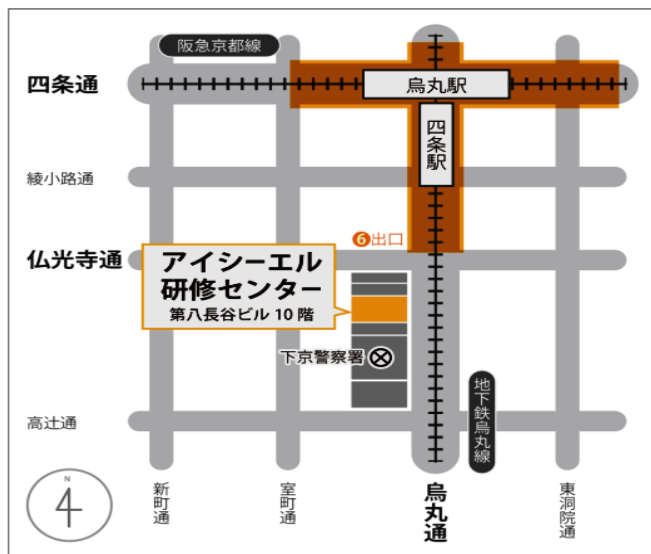 阪急京都線
四条通
烏丸駅
四条駅
綾小路通
❻出口
仏光寺通
アイシーエル
研修センター
第八長谷ビル 10 階
下京警察署
地下鉄烏丸線
高辻通
N
新町通
室町通
烏丸通
東洞院通